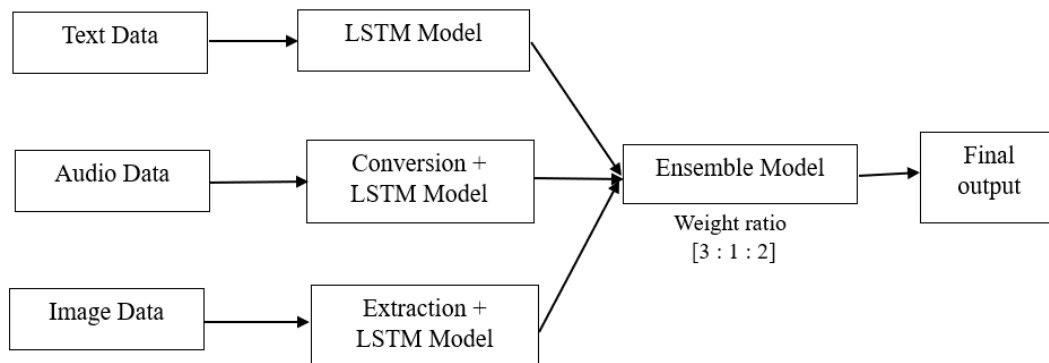 Text Data
LSTM Model
Audio Data
Conversion +
LSTM Model
Image Data
Extraction +
LSTM Model
Ensemble Model
Weight ratio
[3 : 1 : 2]
Final
output